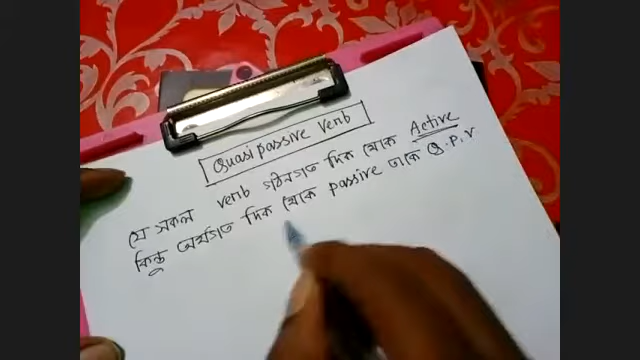 Quasi passive verb
যে সকল verb গঠনগত দিক থেকে Active
কিন্তু অর্থগত দিক থেকে passive তাকে Q.P.V